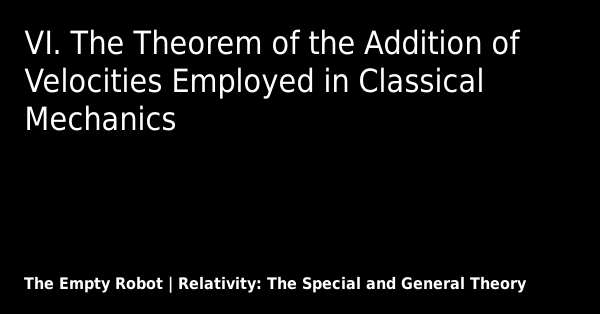 VI. The Theorem of the Addition of
Velocities Employed in Classical
Mechanics
The Empty Robot | Relativity: The Special and General Theory